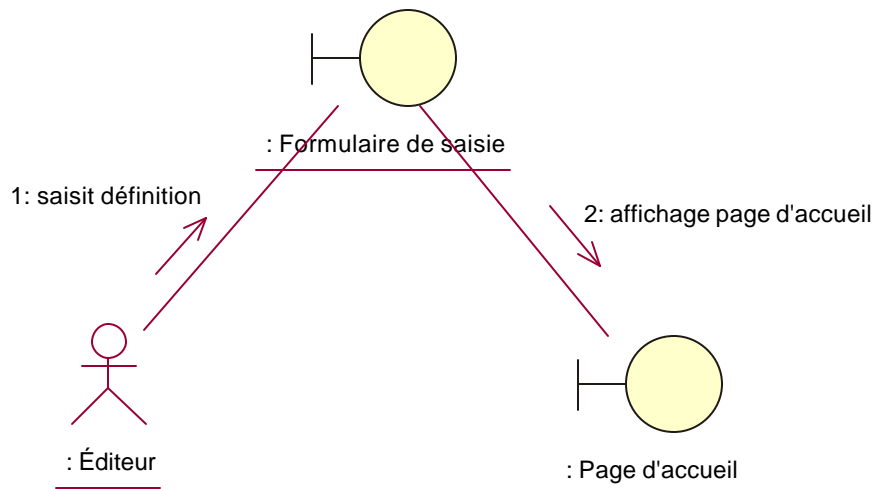 : Formulaire de saisie
1: saisit définition
2: affichage page d'accueil
: Éditeur
: Page d'accueil